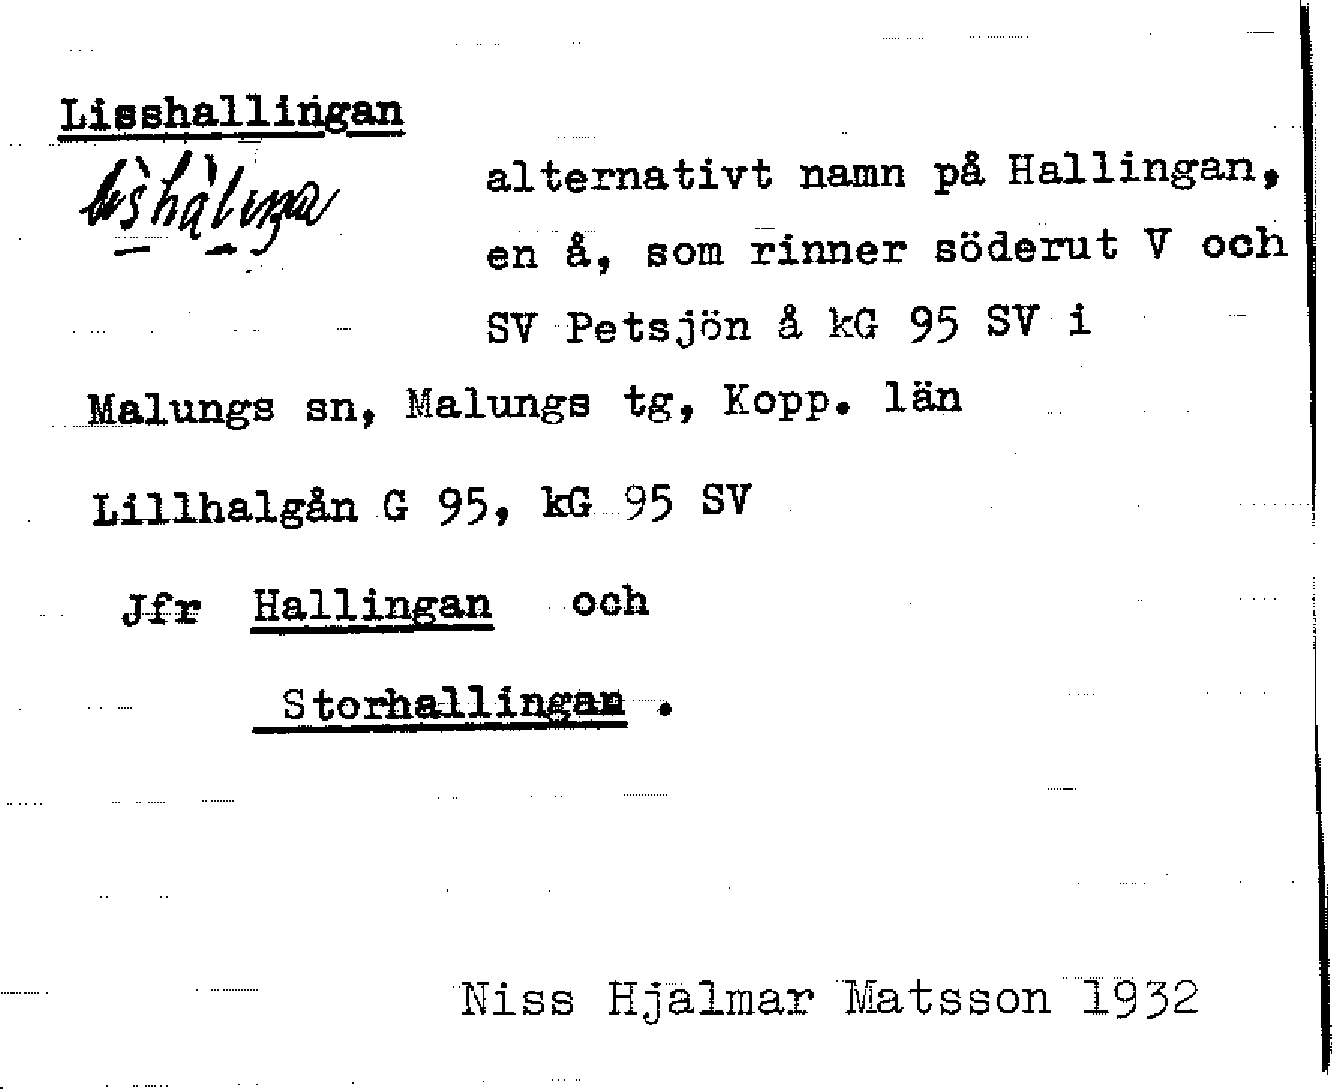 Lisshallingan
alternativt namn på Hallingan,
en å, som rinner söderut V och
SV Petsjön å kG 95 SV i
Malungs sn, Malungs tg, Kopp. län
Lillhalgån G 95, kG 95 SV
Jfr Hallingan och
Storhallingan .
Niss Hjalmar Matsson 1932